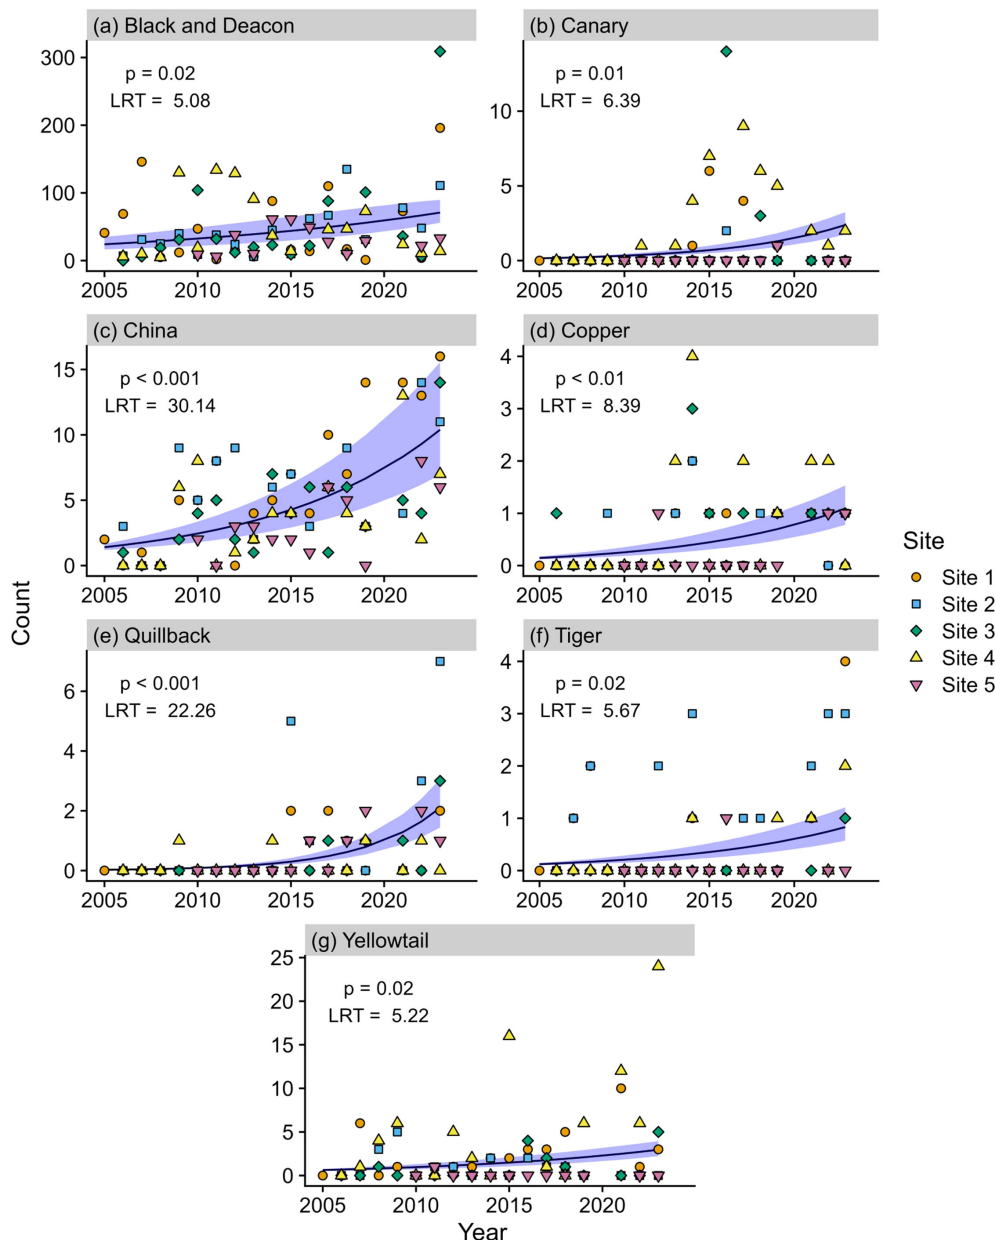 (a) Black and Deacon
p = 0.02
LRT = 5.08
300
200
100
0
2005 2010 2015 2020
(b) Canary
p = 0.01
LRT = 6.39
10
5
0
2005 2010 2015 2020
(c) China
p < 0.001
LRT = 30.14
15
10
5
0
2005 2010 2015 2020
(d) Copper
p < 0.01
LRT = 8.39
4
3
2
1
0
2005 2010 2015 2020
(e) Quillback
p < 0.001
LRT = 22.26
6
4
2
0
2005 2010 2015 2020
(f) Tiger
p = 0.02
LRT = 5.67
4
3
2
1
0
2005 2010 2015 2020
(g) Yellowtail
p = 0.02
LRT = 5.22
25
20
15
10
5
0
2005 2010 2015 2020
Count
Year
Site
Site 1
Site 2
Site 3
Site 4
Site 5